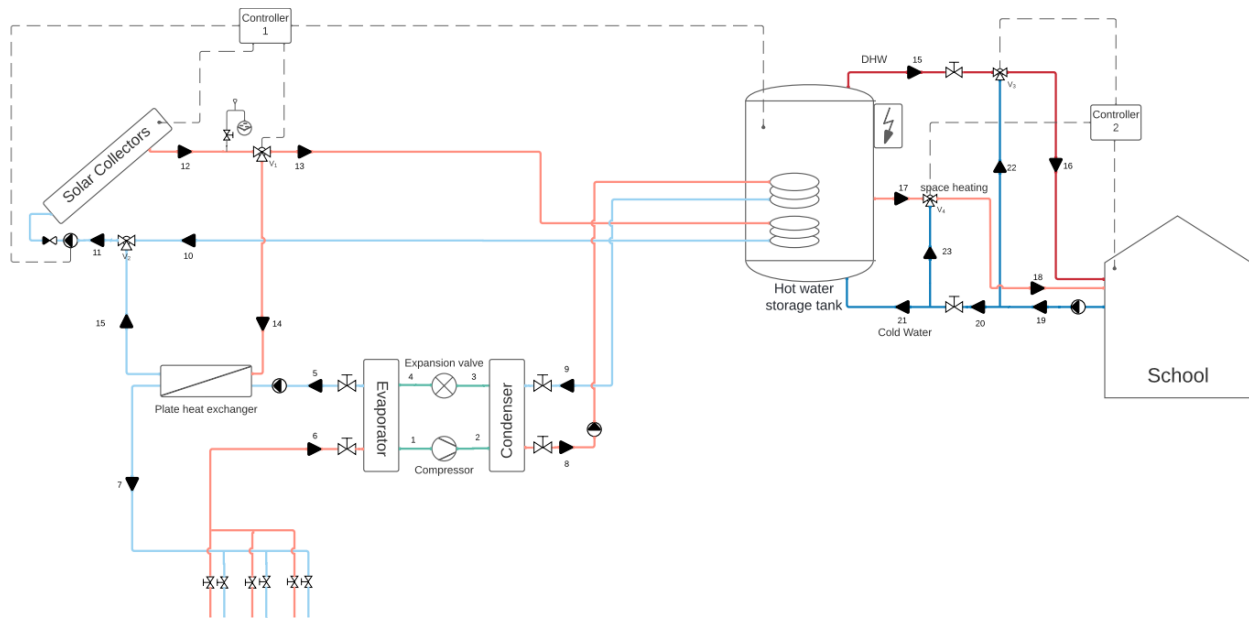 Controller
1
DHW
15
V₃
Controller
2
Solar Collectors
12
V₁
13
22
16
17
space heating
V₄
11
V₂
10
23
18
Hot water
storage tank
21
20
19
Cold Water
15
14
School
Plate heat exchanger
5
Expansion valve
4
3
9
Evaporator
Condenser
6
1
2
Compressor
8
7